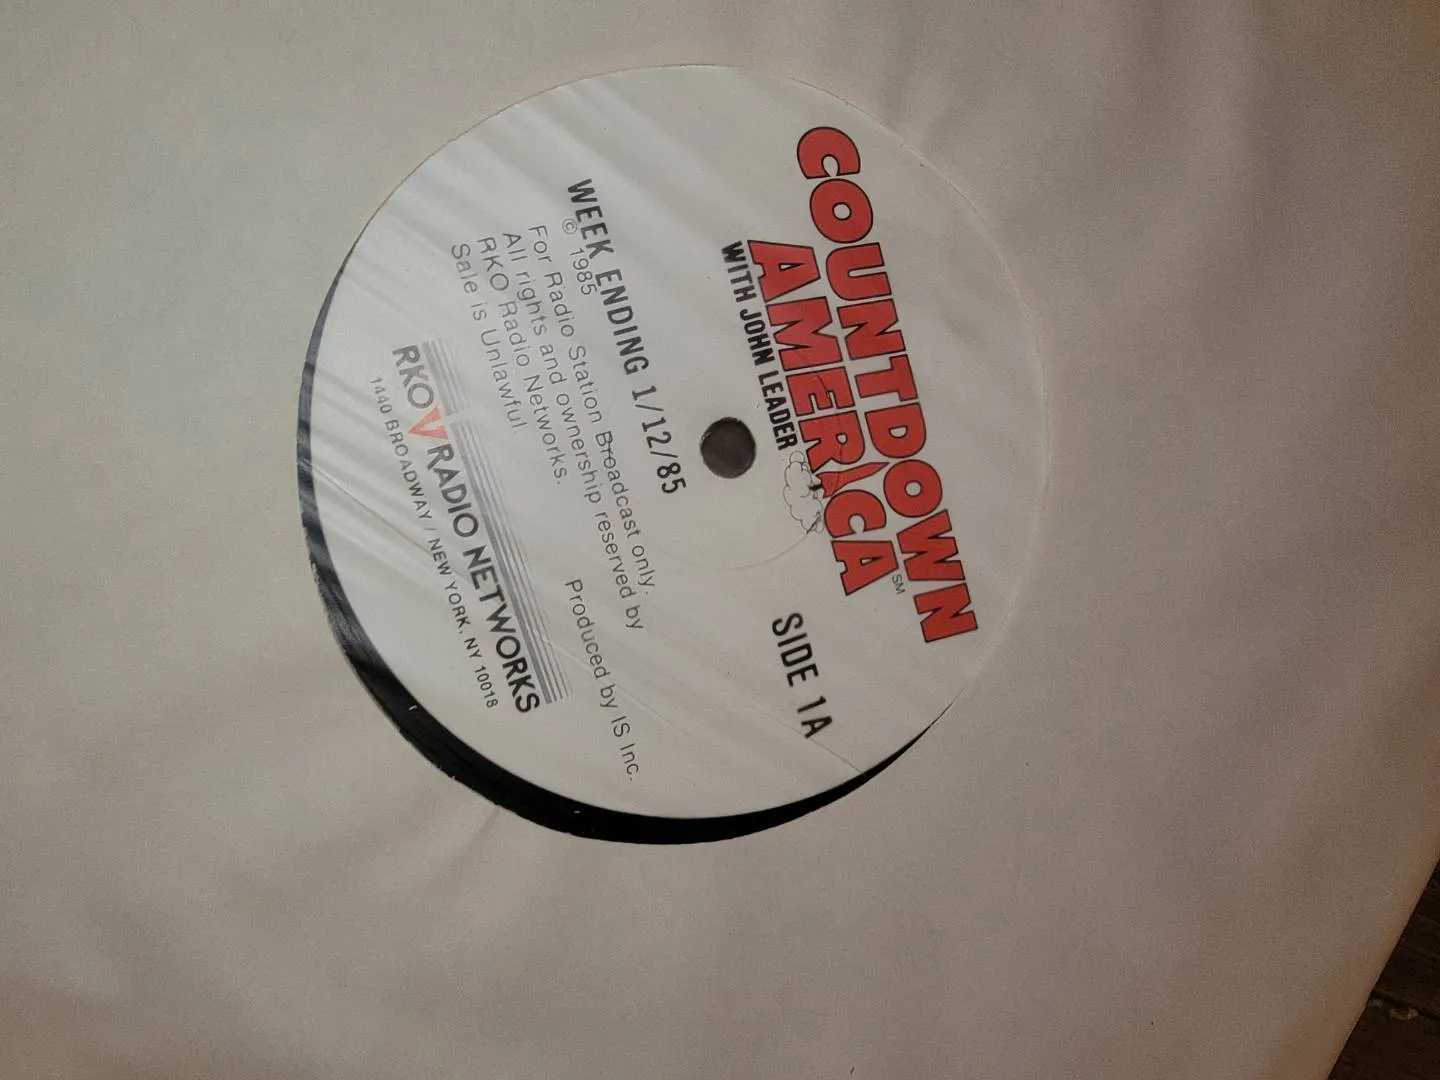 COUNTDOWN
AMERICA SM
WITH JOHN LEADER
SIDE 1A
WEEK ENDING 1/12/85
© 1985
For Radio Station Broadcast only.
All rights and ownership reserved by
RKO Radio Networks.
Sale is Unlawful.
Produced by IS Inc.
RKO RADIO NETWORKS
1440 BROADWAY / NEW YORK, NY 10018